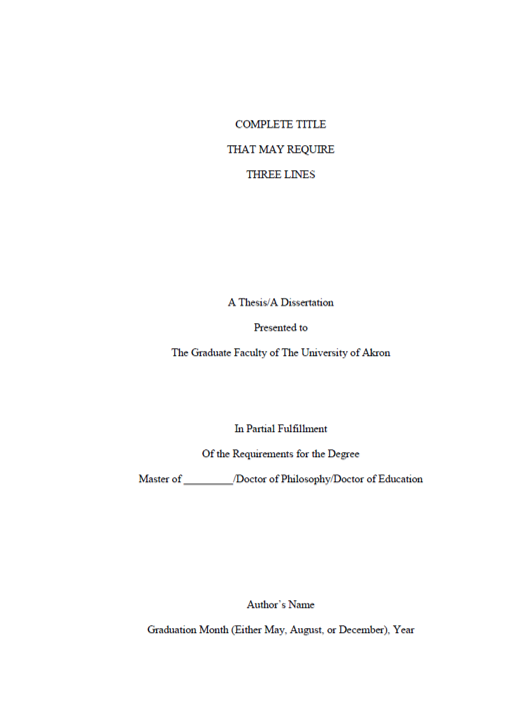 COMPLETE TITLE
THAT MAY REQUIRE
THREE LINES
A Thesis/A Dissertation
Presented to
The Graduate Faculty of The University of Akron
In Partial Fulfillment
Of the Requirements for the Degree
Master of _________/Doctor of Philosophy/Doctor of Education
Author's Name
Graduation Month (Either May, August, or December), Year